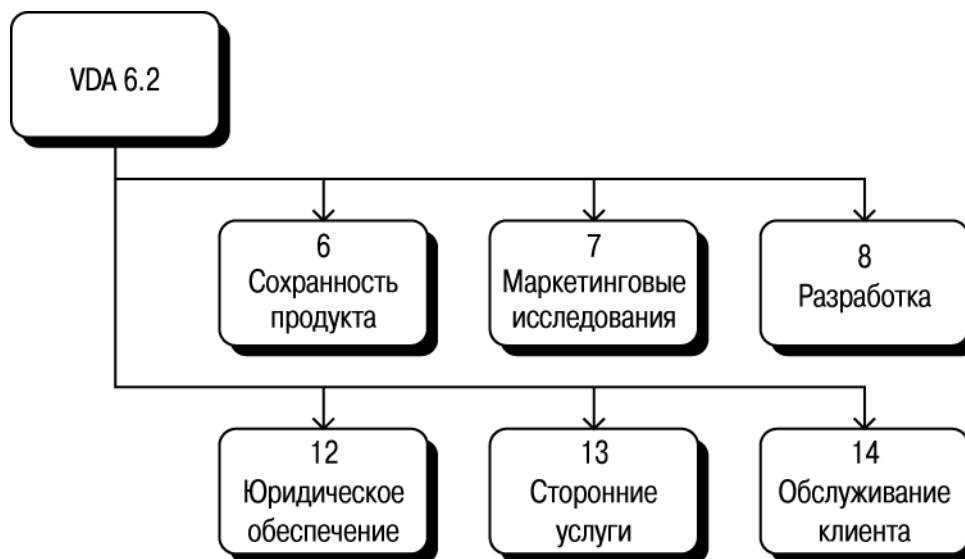 VDA 6.2
6
Сохранность
продукта
7
Маркетинговые
исследования
8
Разработка
12
Юридическое
обеспечение
13
Сторонние
услуги
14
Обслуживание
клиента